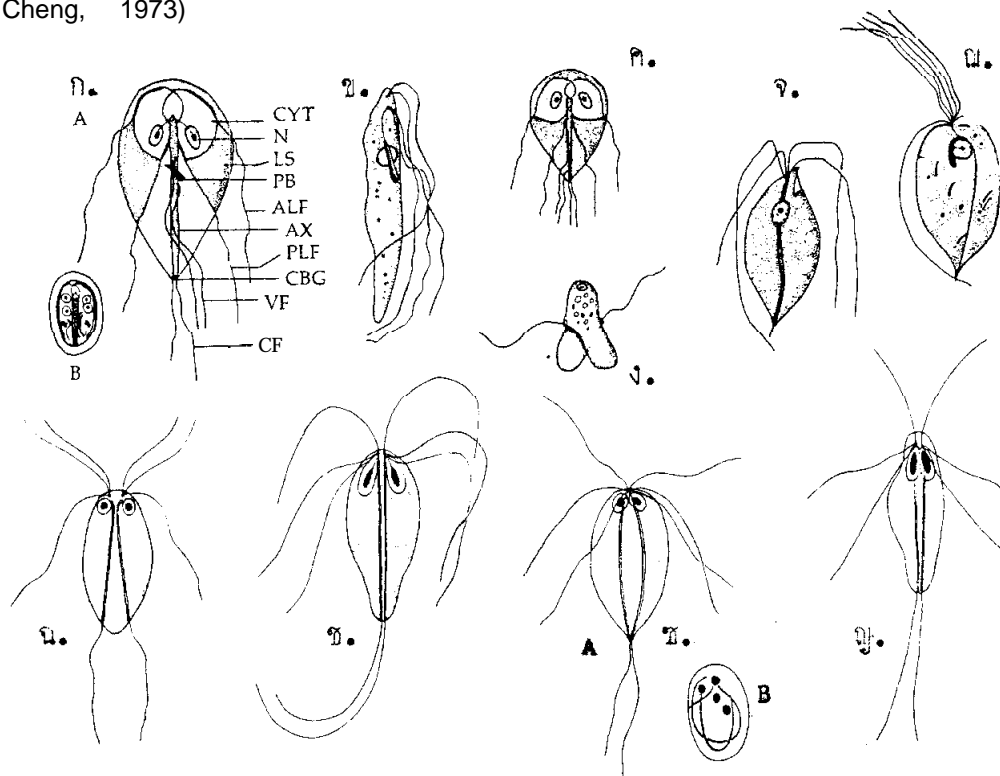 Cheng, 1973)
ก.
A
CYT
N
LS
PB
ALF
AX
PLF
CBG
VF
CF
B
ข.
ค.
จ.
ฌ.
ง.
ฉ.
ช.
A
ซ.
B
ญ.